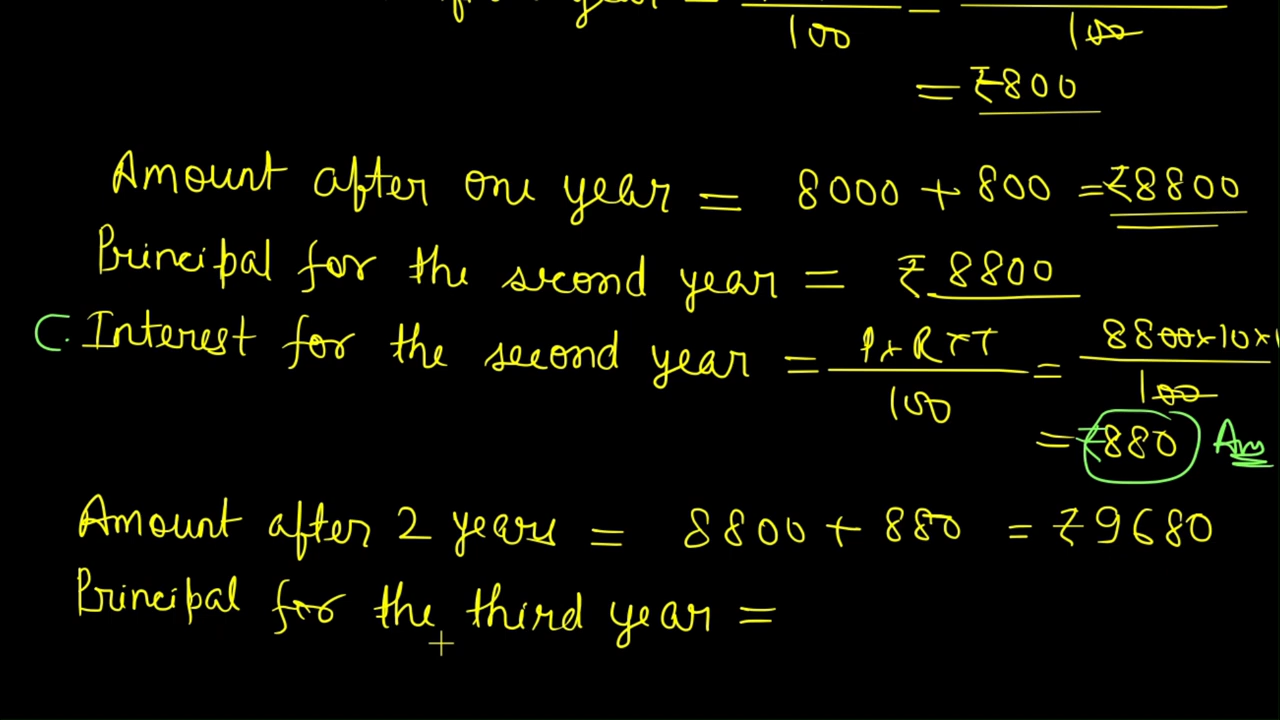 year = 100 = 100
= ₹800
Amount after one year = 8000 + 800 = ₹8800
Principal for the second year = ₹ 8800
C. Interest for the second year = P×R×T / 100 = 8800×10×1 / 100
= ₹880 Ans
Amount after 2 years = 8800 + 880 = ₹9680
Principal for the third year =